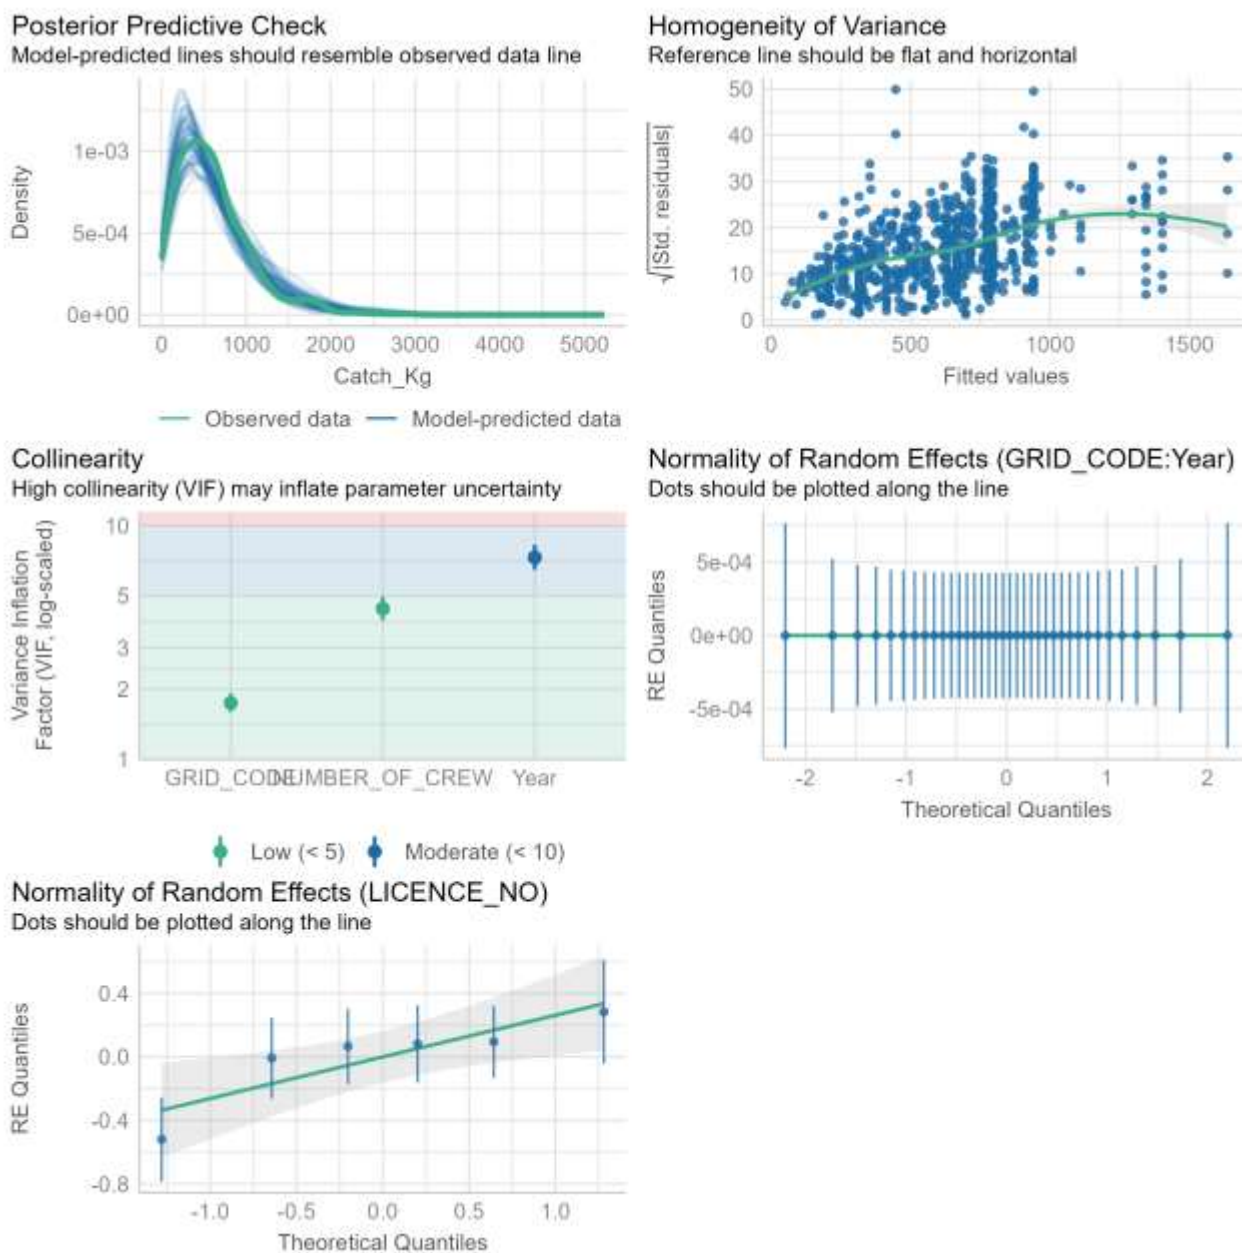 Posterior Predictive Check
Model-predicted lines should resemble observed data line
Density
1e-03
5e-04
0e+00
0 1000 2000 3000 4000 5000
Catch_Kg
Observed data Model-predicted data
Homogeneity of Variance
Reference line should be flat and horizontal
√|Std. residuals|
50
40
30
20
10
0
0 500 1000 1500
Fitted values
Collinearity
High collinearity (VIF) may inflate parameter uncertainty
Variance Inflation
Factor (VIF, log-scaled)
10
5
3
2
1
GRID_CODE NUMBER_OF_CREW Year
Low (< 5) Moderate (< 10)
Normality of Random Effects (GRID_CODE:Year)
Dots should be plotted along the line
RE Quantiles
5e-04
0e+00
-5e-04
-2 -1 0 1 2
Theoretical Quantiles
Normality of Random Effects (LICENCE_NO)
Dots should be plotted along the line
RE Quantiles
0.4
0.0
-0.4
-0.8
-1.0 -0.5 0.0 0.5 1.0
Theoretical Quantiles